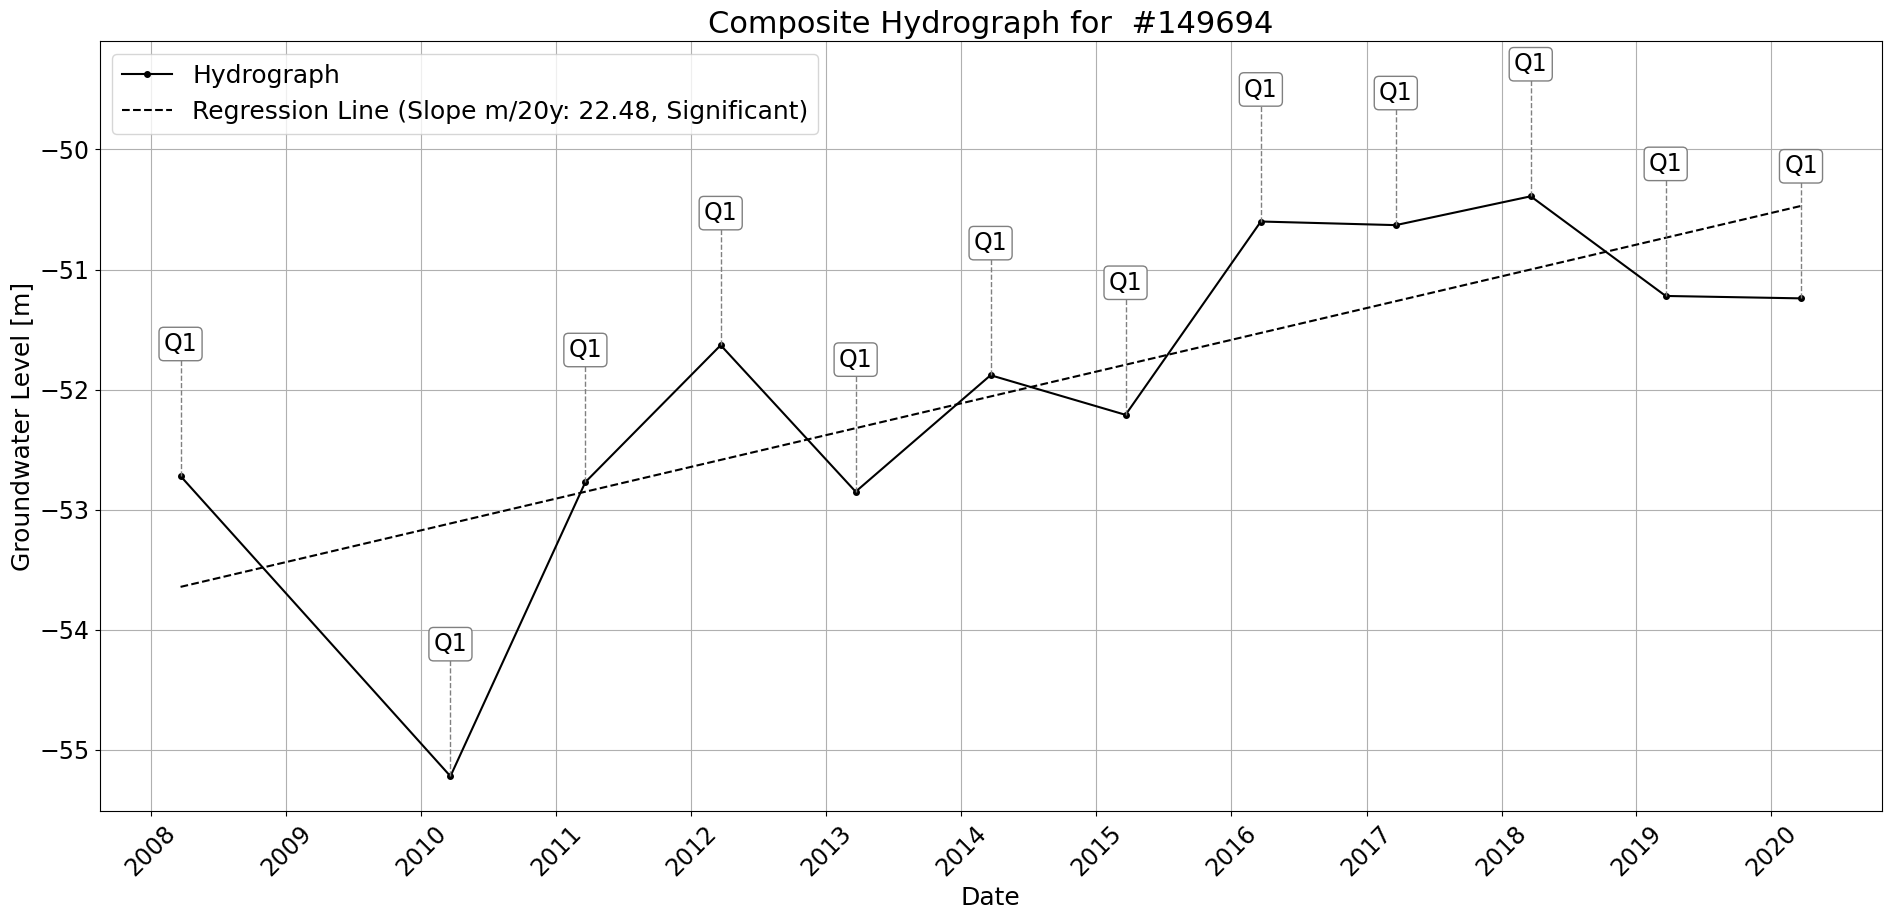 Composite Hydrograph for  #149694
Hydrograph
Regression Line (Slope m/20y: 22.48, Significant)
Groundwater Level [m]
−50
−51
−52
−53
−54
−55
Q1
Q1
Q1
Q1
Q1
Q1
Q1
Q1
Q1
Q1
Q1
Q1
2008
2009
2010
2011
2012
2013
2014
2015
2016
2017
2018
2019
2020
Date